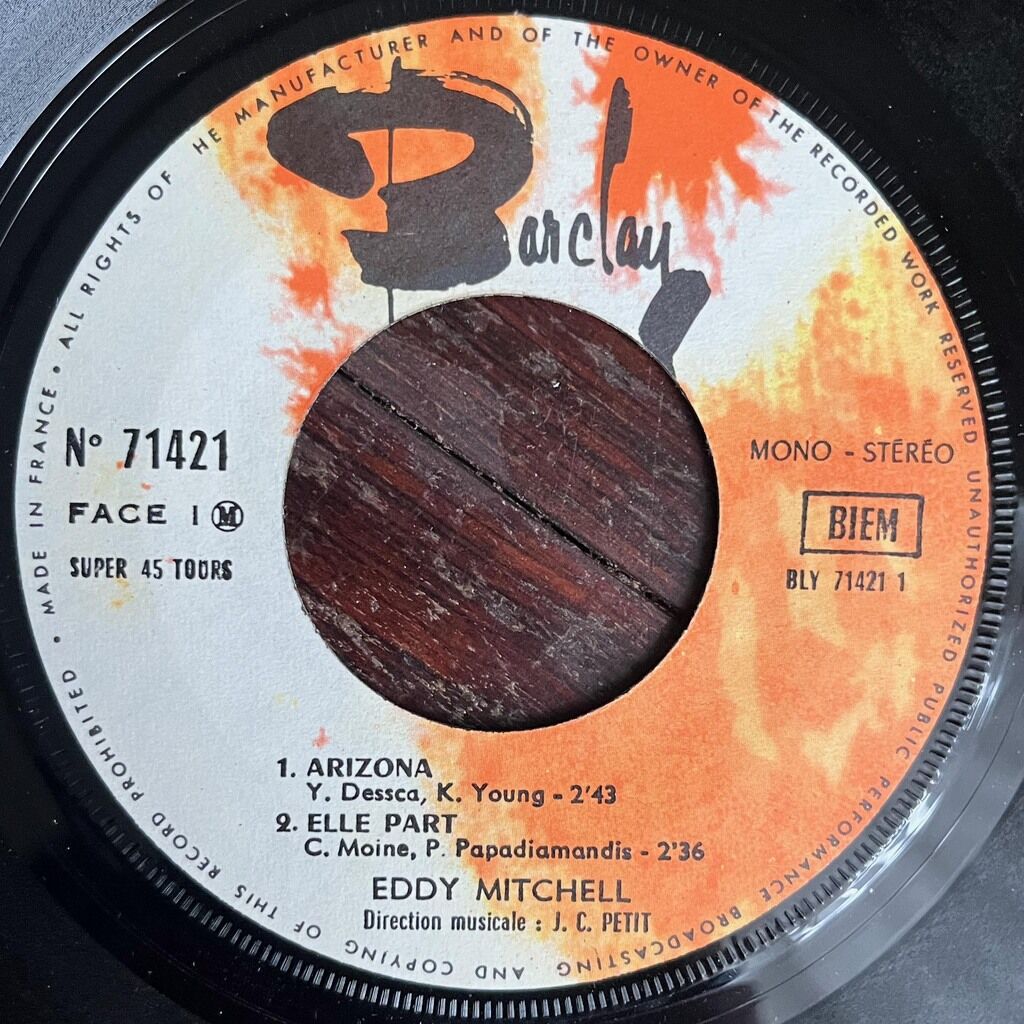 Barclay
ALL RIGHTS OF HE MANUFACTURER AND OF THE OWNER OF THE RECORDED WORK RESERVED UNAUTHORIZED PUBLIC PERFORMANCE BROADCASTING AND COPYING OF THIS RECORD PROHIBITED • MADE IN FRANCE •
Nº 71421
FACE 1 M
SUPER 45 TOURS
MONO - STÉRÉO
BIEM
BLY 71421 1
1. ARIZONA
Y. Dessca, K. Young - 2'43
2. ELLE PART
C. Moine, P. Papadiamandis - 2'36
EDDY MITCHELL
Direction musicale : J. C. PETIT